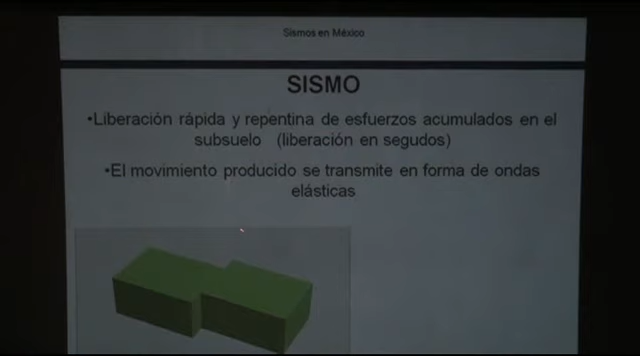 Sismos en México
SISMO
•Liberación rápida y repentina de esfuerzos acumulados en el
subsuelo (liberación en segudos)
•El movimiento producido se transmite en forma de ondas
elásticas